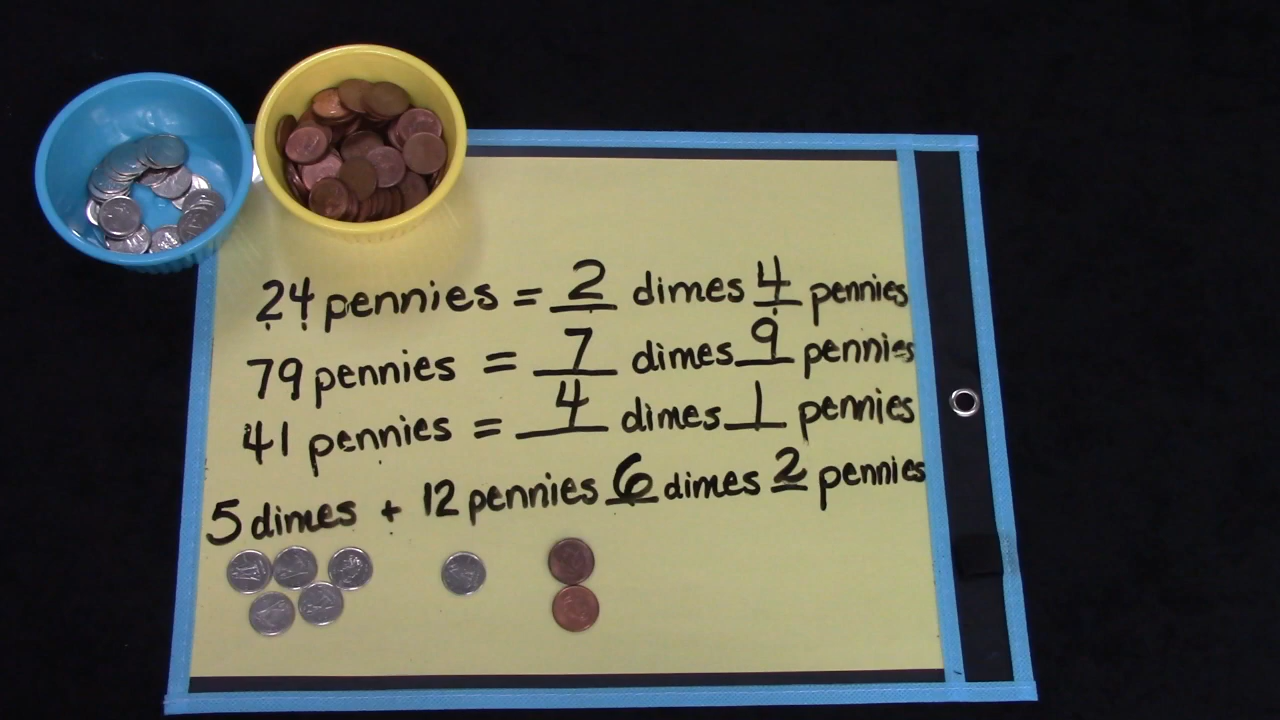 24 pennies = 2 dimes 4 pennies
79 pennies = 7 dimes 9 pennies
41 pennies = 4 dimes 1 pennies
5 dimes + 12 pennies 6 dimes 2 pennies